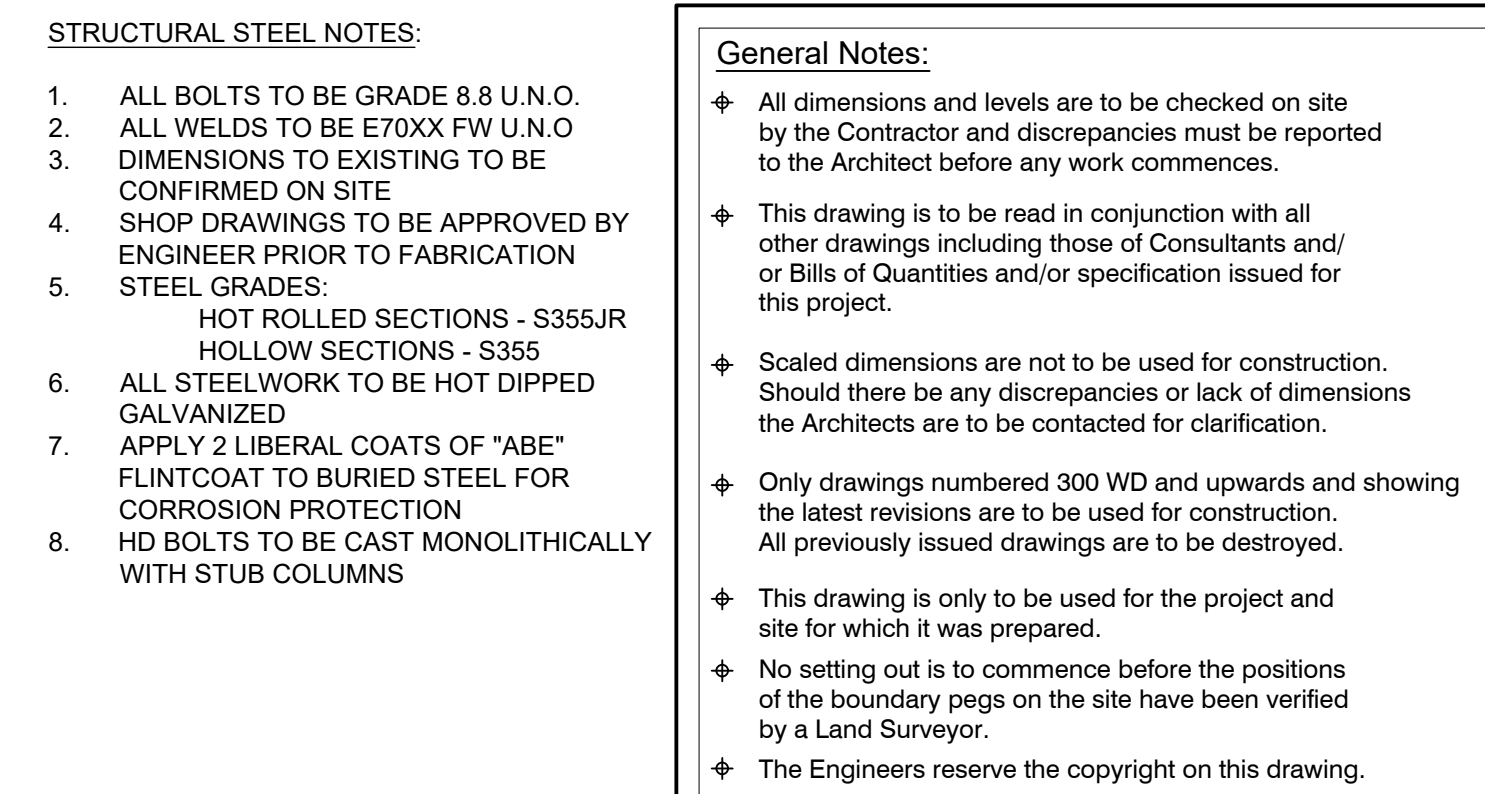 STRUCTURAL STEEL NOTES:
1. ALL BOLTS TO BE GRADE 8.8 U.N.O.
2. ALL WELDS TO BE E70XX FW U.N.O
3. DIMENSIONS TO EXISTING TO BE
CONFIRMED ON SITE
4. SHOP DRAWINGS TO BE APPROVED BY
ENGINEER PRIOR TO FABRICATION
5. STEEL GRADES:
HOT ROLLED SECTIONS - S355JR
HOLLOW SECTIONS - S355
6. ALL STEELWORK TO BE HOT DIPPED
GALVANIZED
7. APPLY 2 LIBERAL COATS OF "ABE"
FLINTCOAT TO BURIED STEEL FOR
CORROSION PROTECTION
8. HD BOLTS TO BE CAST MONOLITHICALLY
WITH STUB COLUMNS
General Notes:
All dimensions and levels are to be checked on site
by the Contractor and discrepancies must be reported
to the Architect before any work commences.
This drawing is to be read in conjunction with all
other drawings including those of Consultants and/
or Bills of Quantities and/or specification issued for
this project.
Scaled dimensions are not to be used for construction.
Should there be any discrepancies or lack of dimensions
the Architects are to be contacted for clarification.
Only drawings numbered 300 WD and upwards and showing
the latest revisions are to be used for construction.
All previously issued drawings are to be destroyed.
This drawing is only to be used for the project and
site for which it was prepared.
No setting out is to commence before the positions
of the boundary pegs on the site have been verified
by a Land Surveyor.
The Engineers reserve the copyright on this drawing.